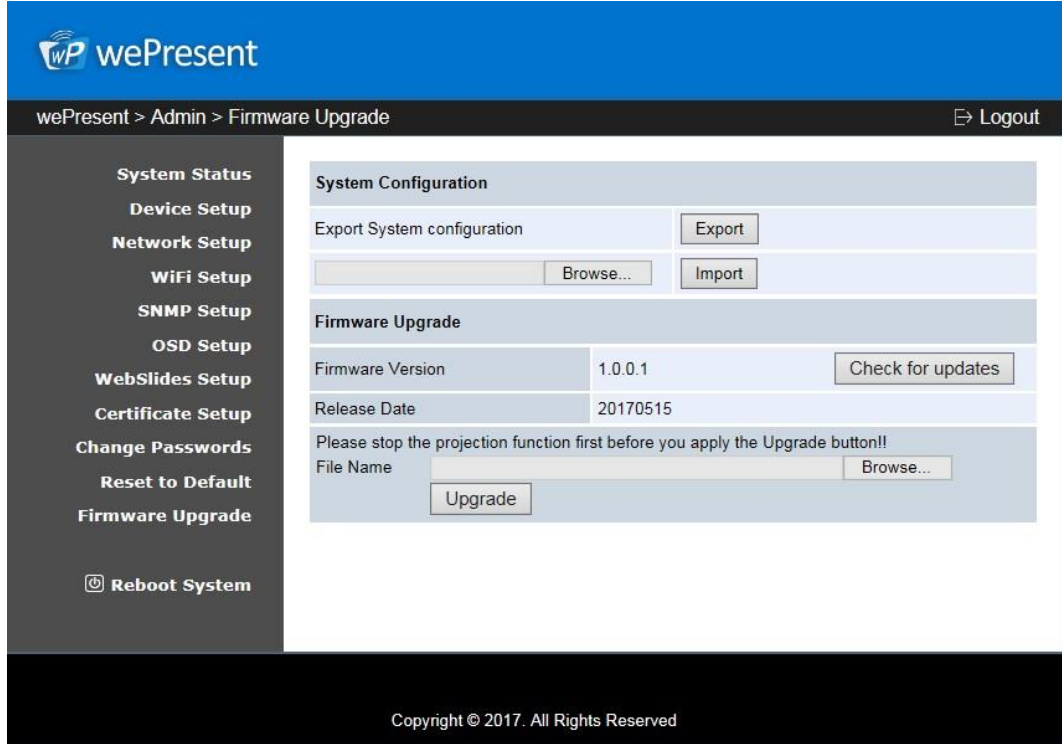 wP wePresent
wePresent > Admin > Firmware Upgrade
Logout
System Status
Device Setup
Network Setup
WiFi Setup
SNMP Setup
OSD Setup
WebSlides Setup
Certificate Setup
Change Passwords
Reset to Default
Firmware Upgrade
Reboot System
System Configuration
Export System configuration Export
Browse... Import
Firmware Upgrade
Firmware Version 1.0.0.1 Check for updates
Release Date 20170515
Please stop the projection function first before you apply the Upgrade button!!
File Name Browse...
Upgrade
Copyright © 2017. All Rights Reserved